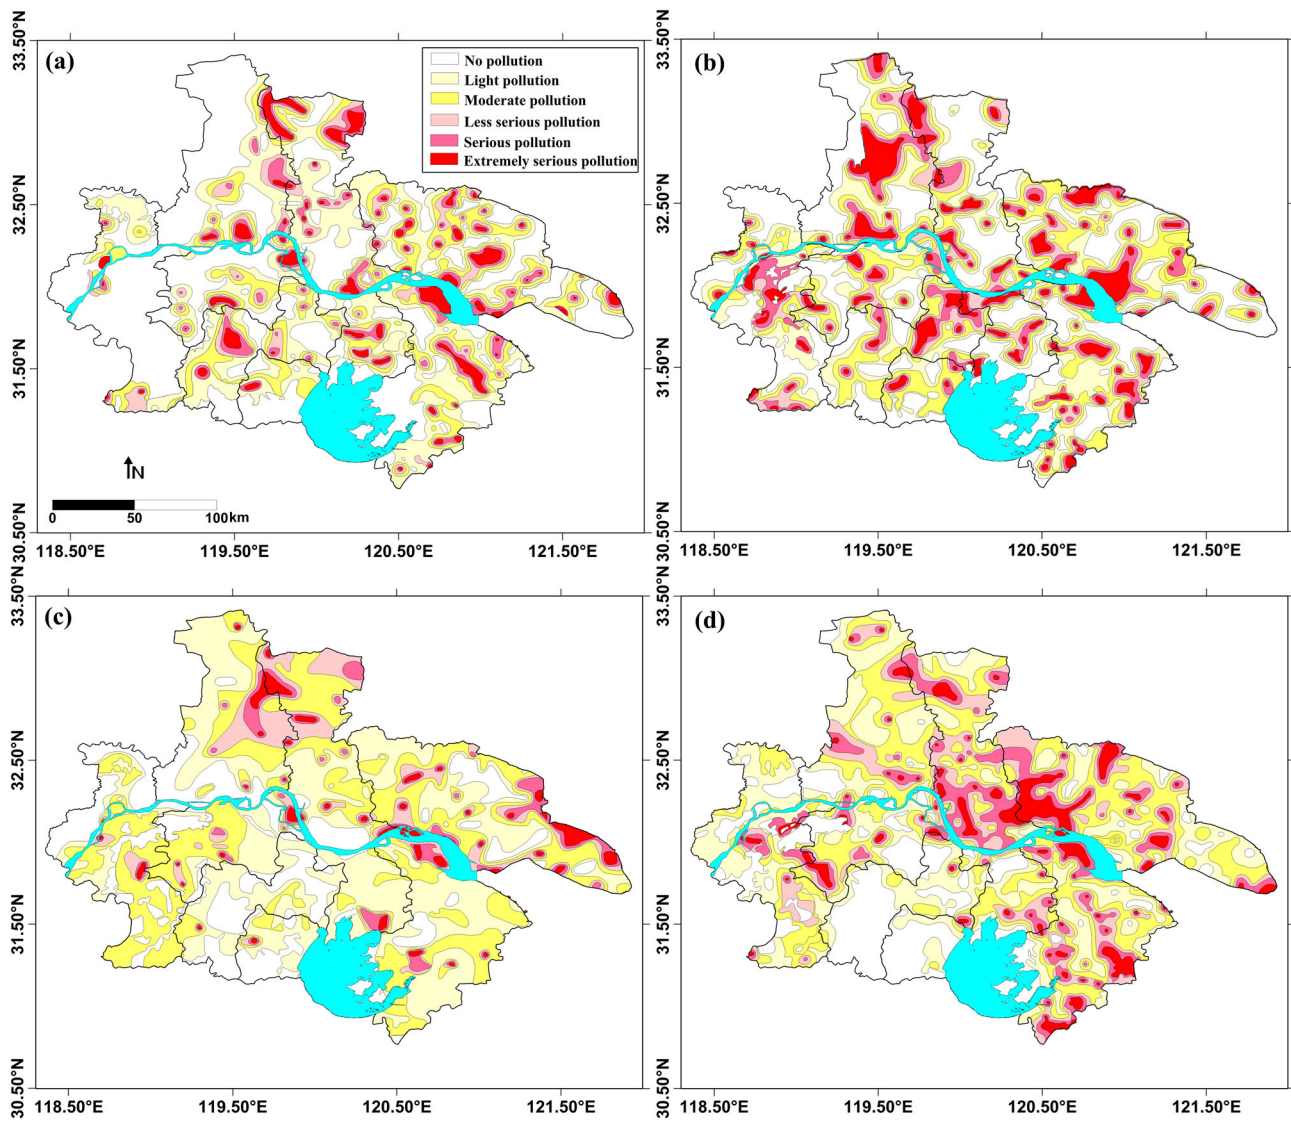 (a)
No pollution
Light pollution
Moderate pollution
Less serious pollution
Serious pollution
Extremely serious pollution
33.50°N
32.50°N
31.50°N
30.50°N
N
0 50 100km
118.50°E 119.50°E 120.50°E 121.50°E
(b)
33.50°N
32.50°N
31.50°N
30.50°N
118.50°E 119.50°E 120.50°E 121.50°E
(c)
33.50°N
32.50°N
31.50°N
30.50°N
118.50°E 119.50°E 120.50°E 121.50°E
(d)
33.50°N
32.50°N
31.50°N
30.50°N
118.50°E 119.50°E 120.50°E 121.50°E